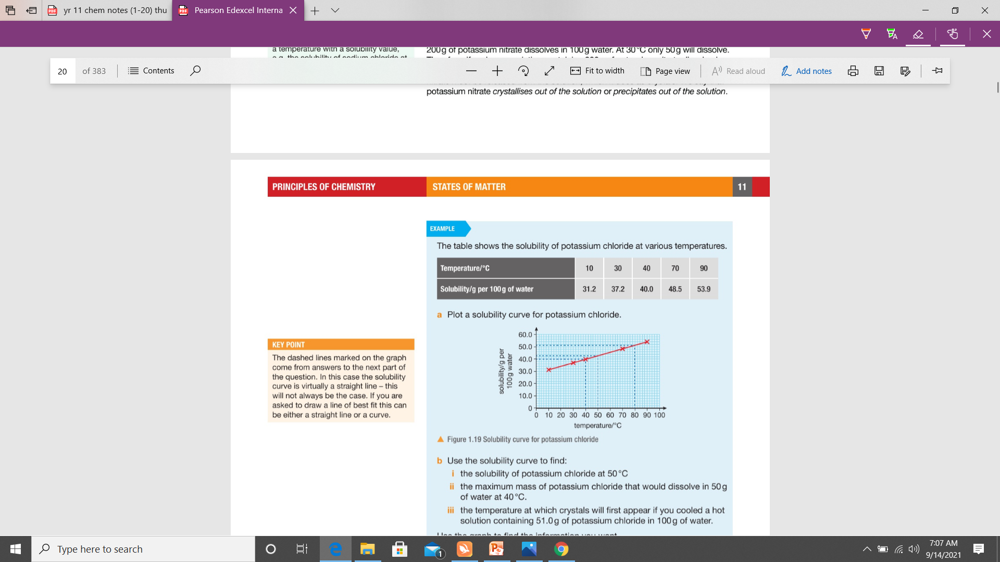 yr 11 chem notes (1-20) thu
Pearson Edexcel Interna
a temperature with a solubility value,
200g of potassium nitrate dissolves in 100g water. At 30°C only 50g will dissolve.
20 of 383
Contents
Fit to width
Page view
Read aloud
Add notes
potassium nitrate crystallises out of the solution or precipitates out of the solution.
PRINCIPLES OF CHEMISTRY
STATES OF MATTER
11
EXAMPLE
The table shows the solubility of potassium chloride at various temperatures.
Temperature/°C 10 30 40 70 90
Solubility/g per 100g of water 31.2 37.2 40.0 48.5 53.9
a Plot a solubility curve for potassium chloride.
60.0
50.0
40.0
30.0
20.0
10.0
0
solubility/g per
100g water
0 10 20 30 40 50 60 70 80 90 100
temperature/°C
Figure 1.19 Solubility curve for potassium chloride
KEY POINT
The dashed lines marked on the graph
come from answers to the next part of
the question. In this case the solubility
curve is virtually a straight line – this
will not always be the case. If you are
asked to draw a line of best fit this can
be either a straight line or a curve.
b Use the solubility curve to find:
i the solubility of potassium chloride at 50°C
ii the maximum mass of potassium chloride that would dissolve in 50g
of water at 40°C.
iii the temperature at which crystals will first appear if you cooled a hot
solution containing 51.0g of potassium chloride in 100g of water.
Use the graph to find the information you want.
Type here to search
1
7:07 AM
9/14/2021